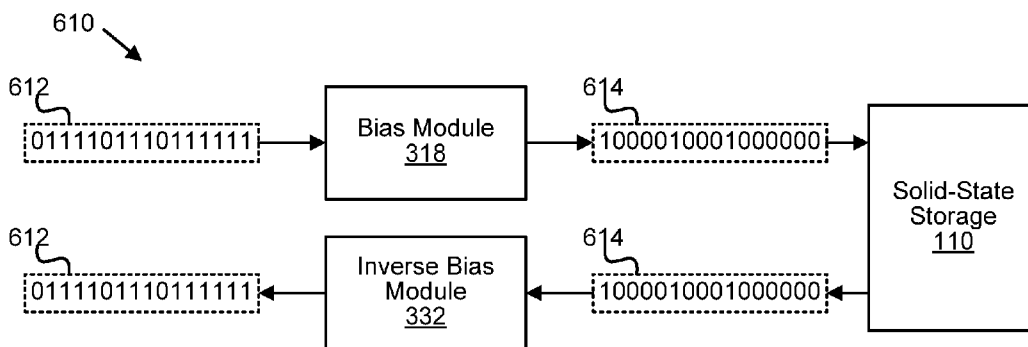 610
612
0111101110111111
Bias Module
318
614
1000010001000000
Solid-State
Storage
110
612
0111101110111111
Inverse Bias
Module
332
614
1000010001000000